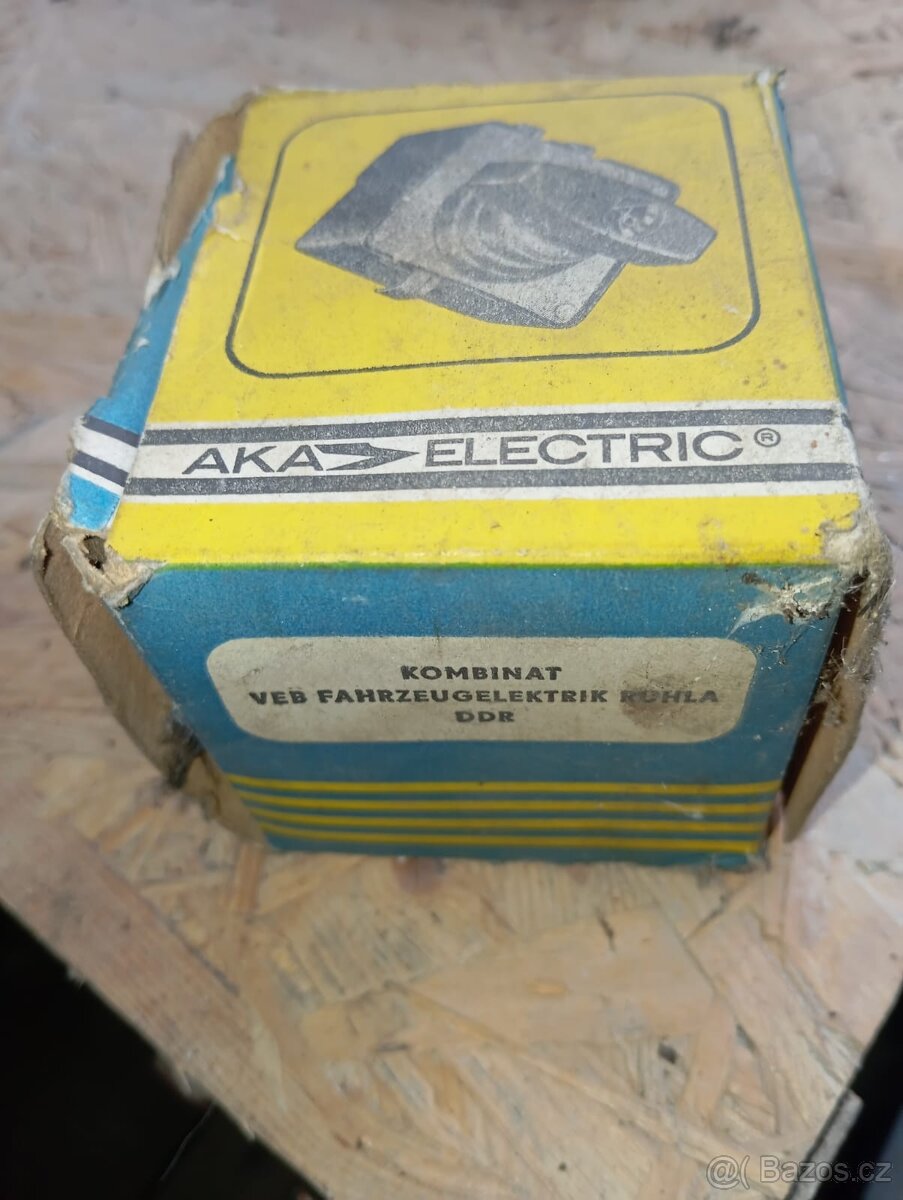 AKA ELECTRIC®
KOMBINAT
VEB FAHRZEUGELEKTRIK RUHLA
DDR
@( Bazos.cz